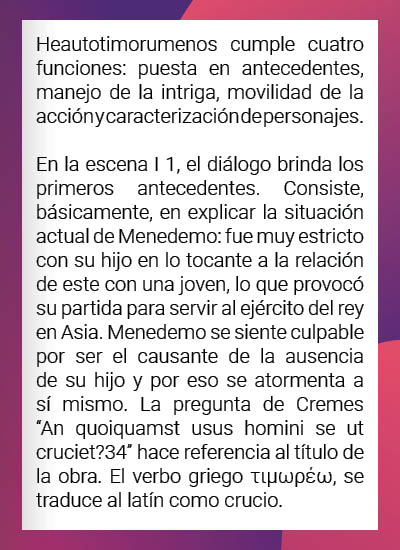 Heautotimorumenos cumple cuatro
funciones: puesta en antecedentes,
manejo de la intriga, movilidad de la
acción y caracterización de personajes.
En la escena I 1, el diálogo brinda los
primeros antecedentes. Consiste,
básicamente, en explicar la situación
actual de Menedemo: fue muy estricto
con su hijo en lo tocante a la relación
de este con una joven, lo que provocó
su partida para servir al ejército del rey
en Asia. Menedemo se siente culpable
por ser el causante de la ausencia
de su hijo y por eso se atormenta a
sí mismo. La pregunta de Cremes
“An quoiquamst usus homini se ut
cruciet?34” hace referencia al título de
la obra. El verbo griego τιμωρέω, se
traduce al latín como crucio.